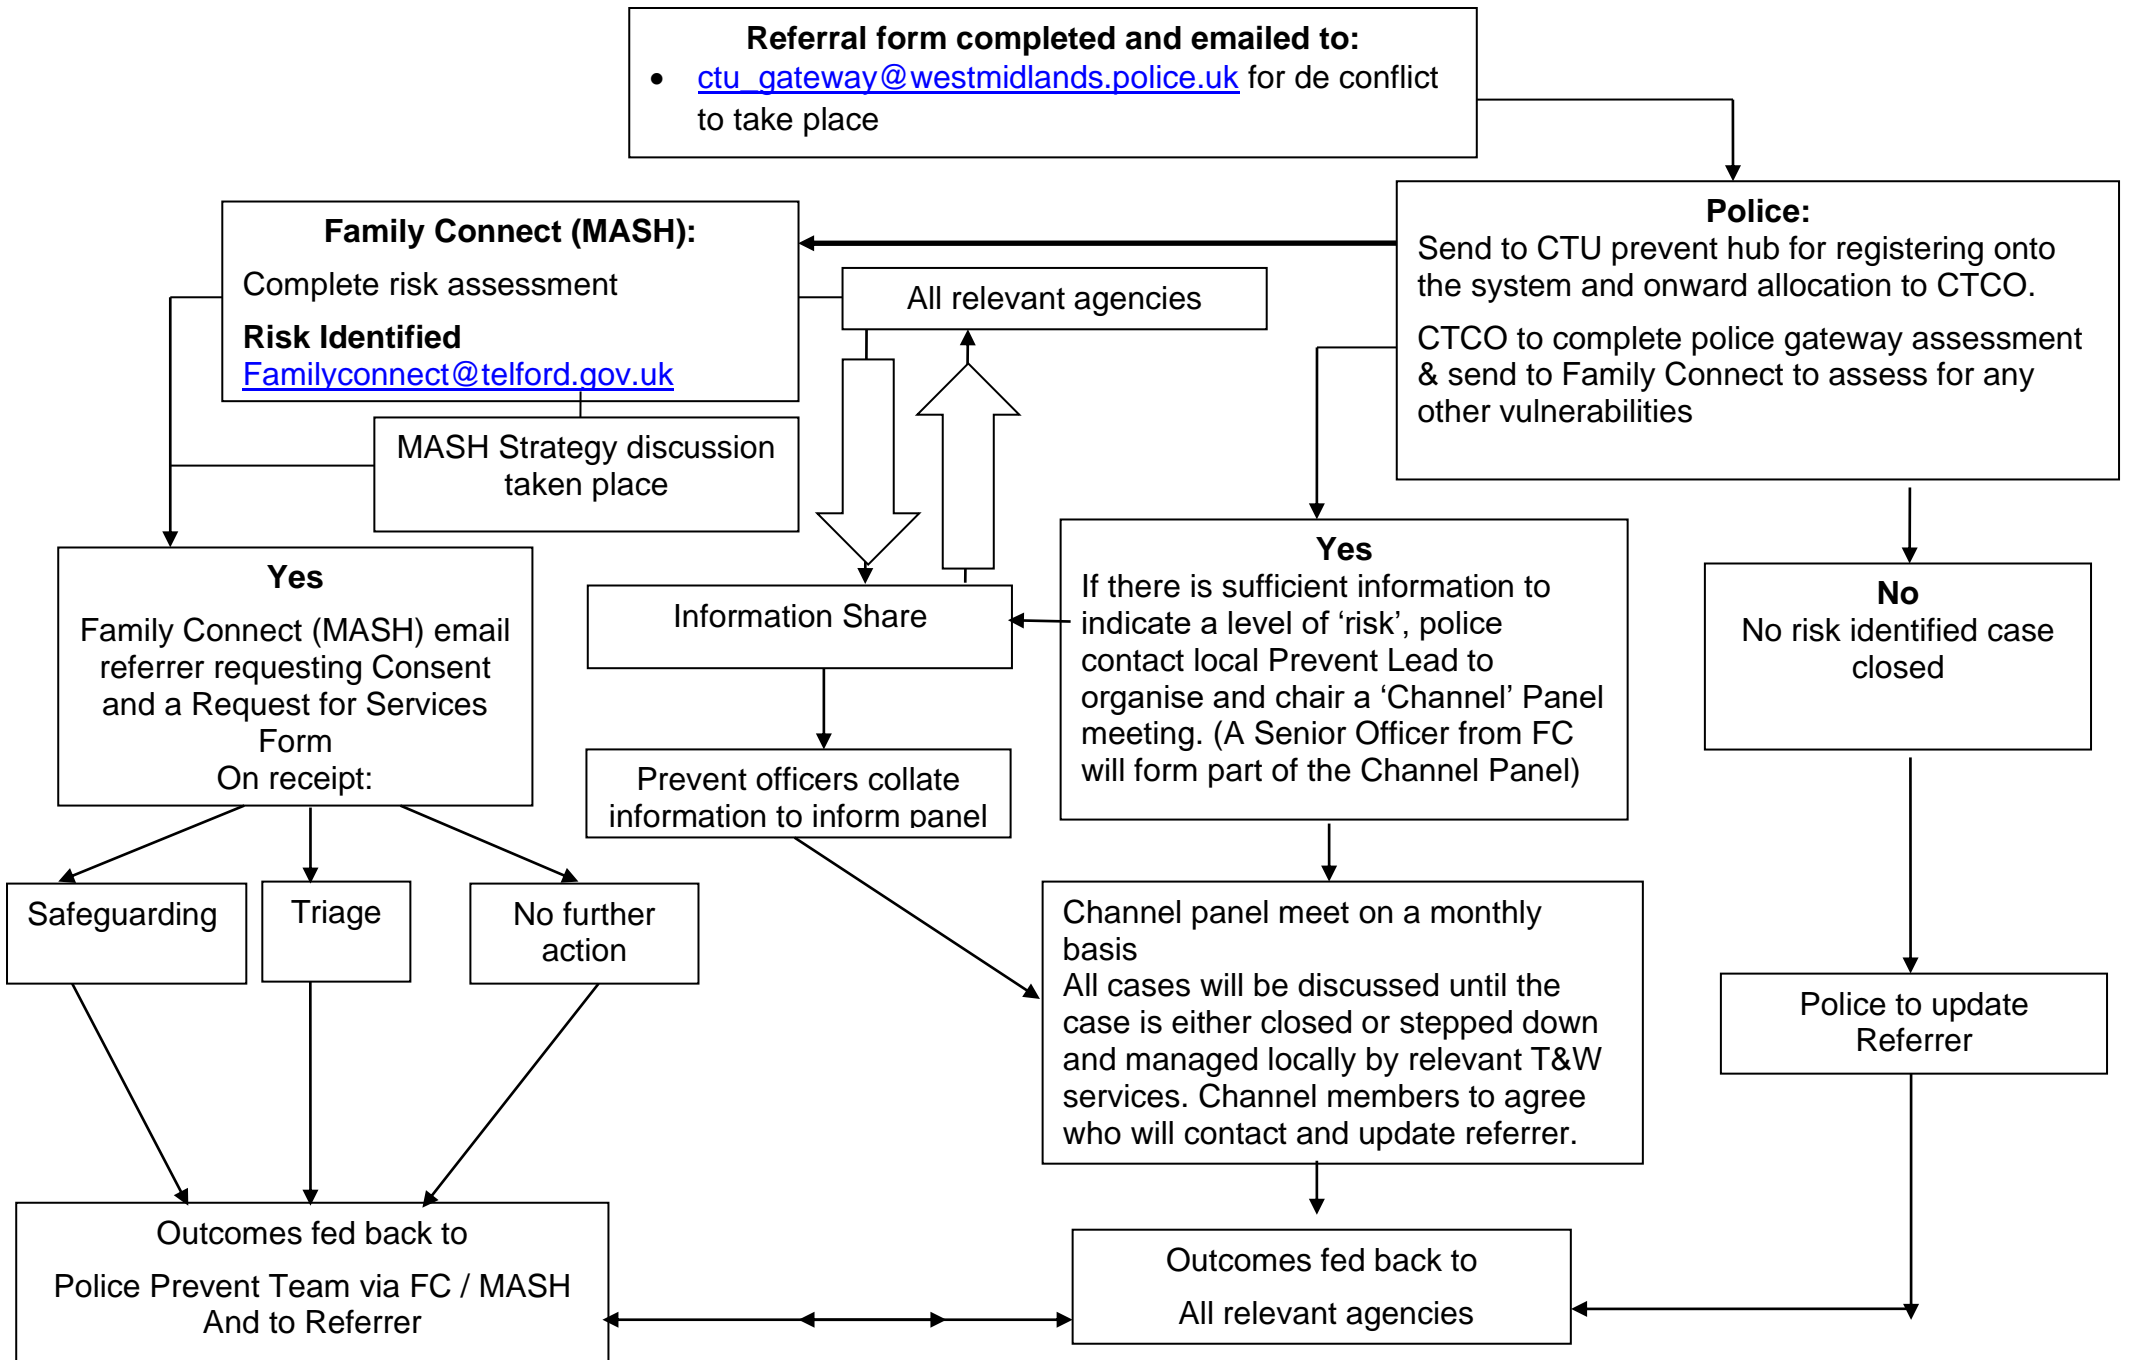 Referral form completed and emailed to:
• ctu_gateway@westmidlands.police.uk for de conflict
to take place
Family Connect (MASH):
Complete risk assessment
Risk Identified
Familyconnect@telford.gov.uk
All relevant agencies
Police:
Send to CTU prevent hub for registering onto
the system and onward allocation to CTCO.
CTCO to complete police gateway assessment
& send to Family Connect to assess for any
other vulnerabilities
MASH Strategy discussion
taken place
Yes
Family Connect (MASH) email
referrer requesting Consent
and a Request for Services
Form
On receipt:
Information Share
Yes
If there is sufficient information to
indicate a level of ‘risk’, police
contact local Prevent Lead to
organise and chair a ‘Channel’ Panel
meeting. (A Senior Officer from FC
will form part of the Channel Panel)
No
No risk identified case
closed
Prevent officers collate
information to inform panel
Safeguarding
Triage
No further
action
Channel panel meet on a monthly
basis
All cases will be discussed until the
case is either closed or stepped down
and managed locally by relevant T&W
services. Channel members to agree
who will contact and update referrer.
Police to update
Referrer
Outcomes fed back to
Police Prevent Team via FC / MASH
And to Referrer
Outcomes fed back to
All relevant agencies